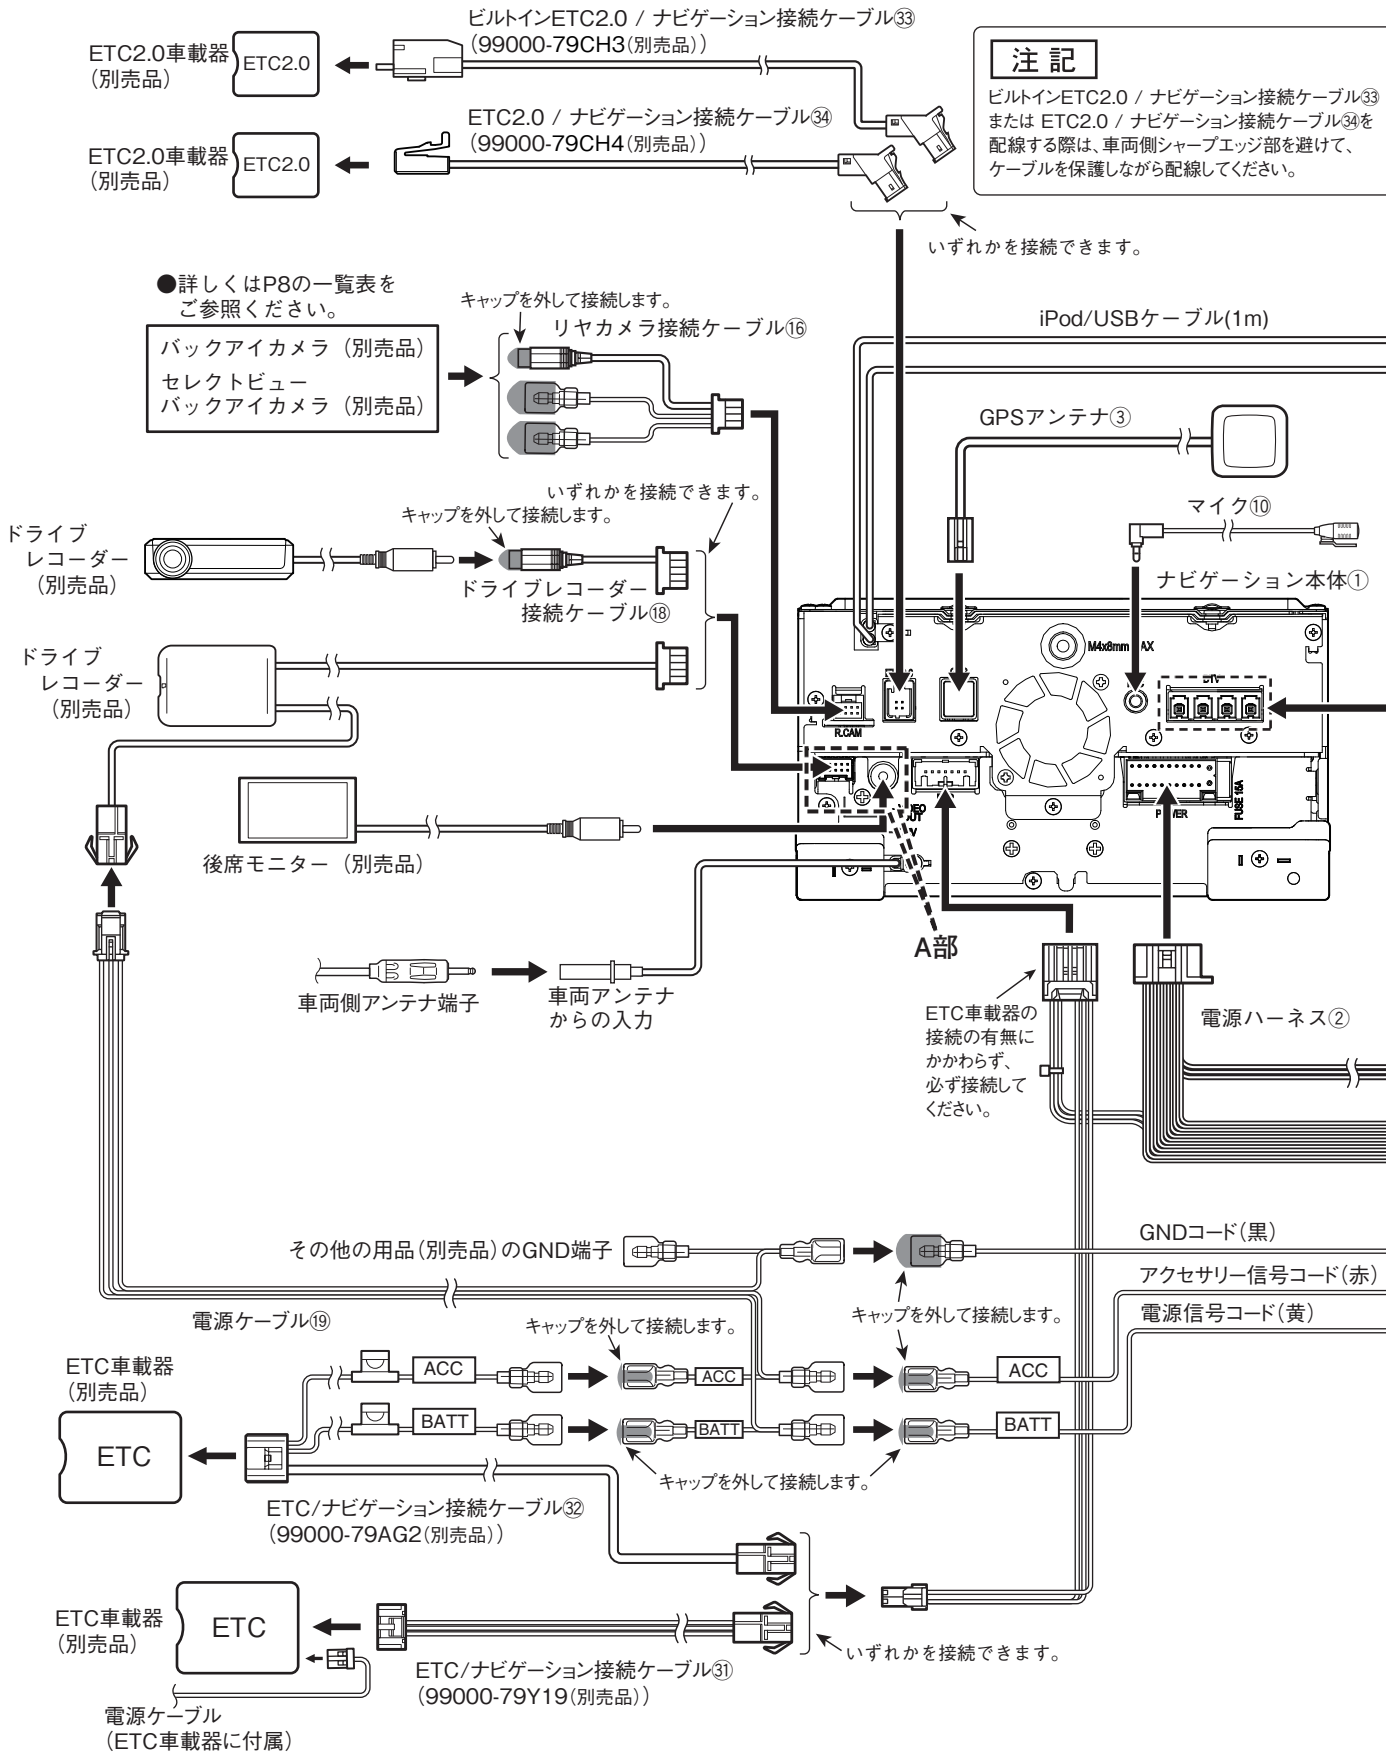 ビルトインETC2.0 / ナビゲーション接続ケーブル㉝
(99000-79CH3(別売品))
ETC2.0車載器
(別売品)
ETC2.0
ETC2.0 / ナビゲーション接続ケーブル㉞
(99000-79CH4(別売品))
ETC2.0車載器
(別売品)
ETC2.0
注 記
ビルトインETC2.0 / ナビゲーション接続ケーブル㉝
または ETC2.0 / ナビゲーション接続ケーブル㉞を
配線する際は、車両側シャープエッジ部を避けて、
ケーブルを保護しながら配線してください。
いずれかを接続できます。
●詳しくはP8の一覧表を
ご参照ください。
バックアイカメラ (別売品)
セレクトビュー
バックアイカメラ (別売品)
キャップを外して接続します。
リヤカメラ接続ケーブル⑯
iPod/USBケーブル(1m)
GPSアンテナ③
マイク⑩
ナビゲーション本体①
いずれかを接続できます。
キャップを外して接続します。
ドライブ
レコーダー
(別売品)
ドライブレコーダー
接続ケーブル⑱
ドライブ
レコーダー
(別売品)
M4x8mm
AX
DTV
R.CAM
POWER
FUSE 15A
後席モニター (別売品)
A部
車両側アンテナ端子
車両アンテナ
からの入力
ETC車載器の
接続の有無に
かかわらず、
必ず接続して
ください。
電源ハーネス②
その他の用品(別売品)のGND端子
GNDコード(黒)
アクセサリー信号コード(赤)
電源信号コード(黄)
電源ケーブル⑲
キャップを外して接続します。
キャップを外して接続します。
ETC車載器
(別売品)
ETC
ACC
ACC
ACC
BATT
BATT
BATT
キャップを外して接続します。
ETC/ナビゲーション接続ケーブル㉜
(99000-79AG2(別売品))
ETC車載器
(別売品)
ETC
いずれかを接続できます。
ETC/ナビゲーション接続ケーブル㉛
(99000-79Y19(別売品))
電源ケーブル
(ETC車載器に付属)